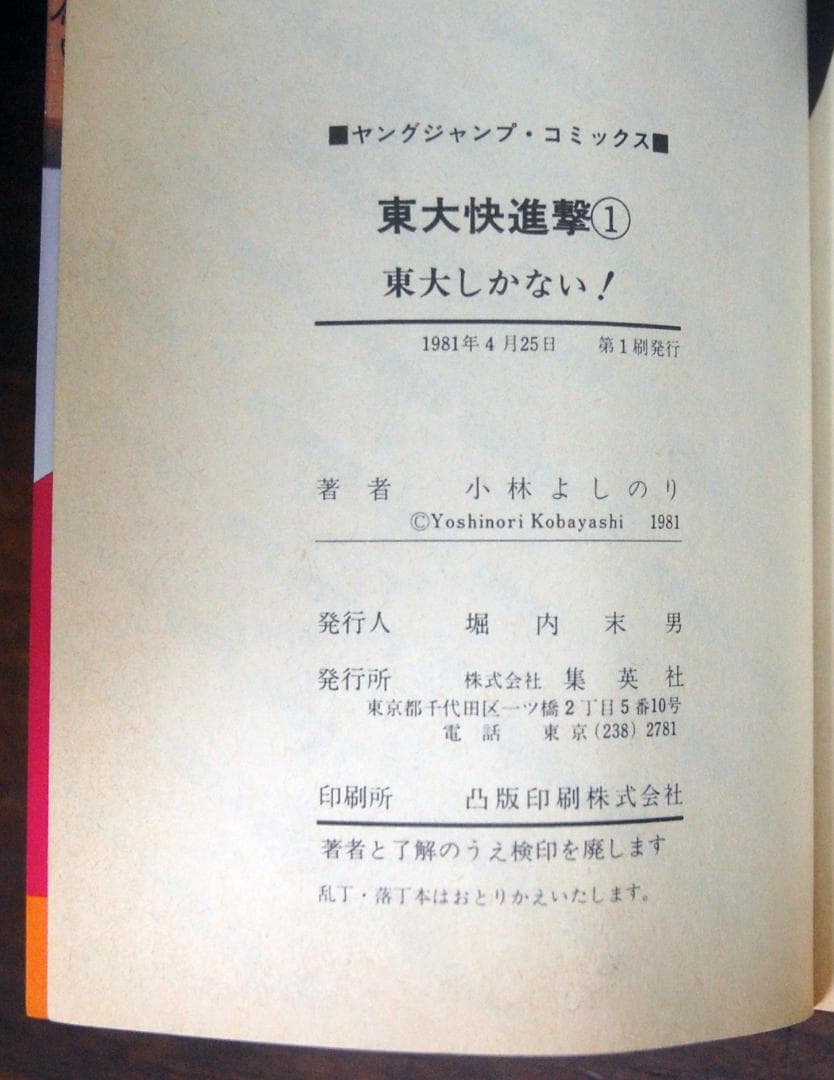 ■ヤングジャンプ・コミックス■
東大快進撃①
東大しかない！
1981年4月25日　第1刷発行
著者　小林よしのり
©Yoshinori Kobayashi 1981
発行人　堀内末男
発行所　株式会社 集英社
東京都千代田区一ツ橋2丁目5番10号
電話　東京(238)2781
印刷所　凸版印刷株式会社
著者と了解のうえ検印を廃します
乱丁・落丁本はおとりかえいたします。